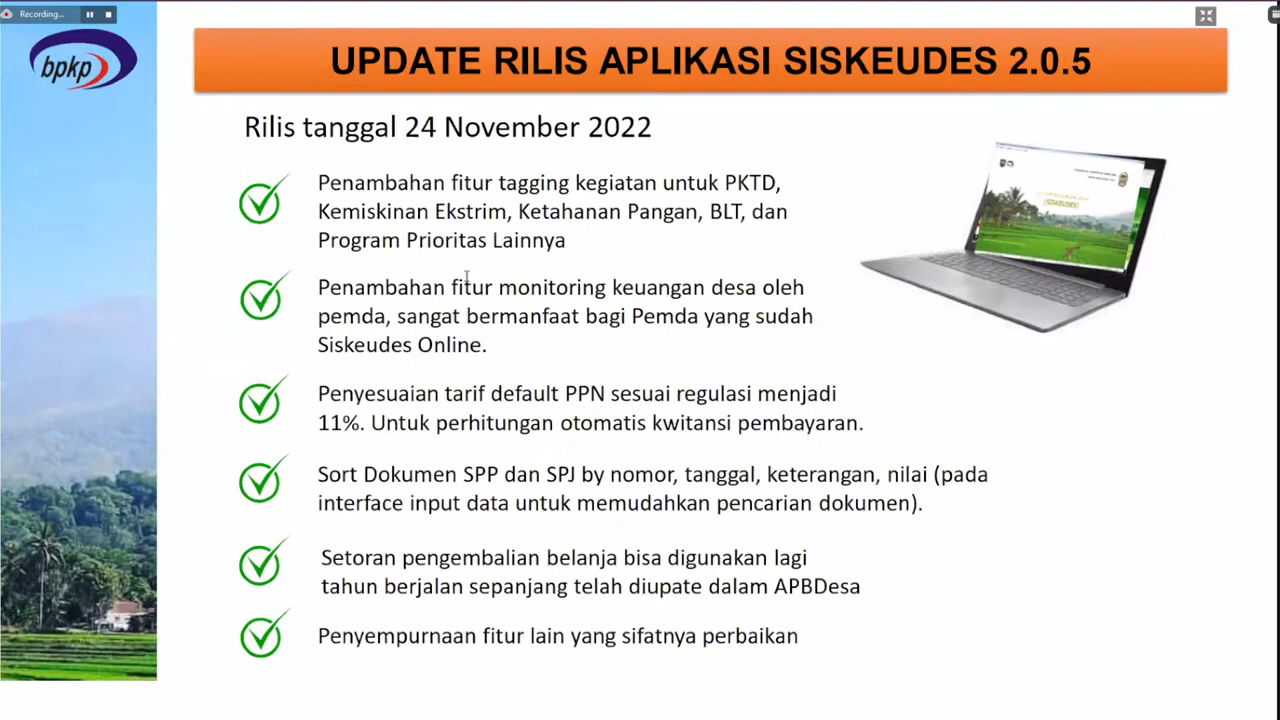 Recording...
bpkp
UPDATE RILIS APLIKASI SISKEUDES 2.0.5
Rilis tanggal 24 November 2022
Penambahan fitur tagging kegiatan untuk PKTD,
Kemiskinan Ekstrim, Ketahanan Pangan, BLT, dan
Program Prioritas Lainnya
Penambahan fitur monitoring keuangan desa oleh
pemda, sangat bermanfaat bagi Pemda yang sudah
Siskeudes Online.
Penyesuaian tarif default PPN sesuai regulasi menjadi
11%. Untuk perhitungan otomatis kwitansi pembayaran.
Sort Dokumen SPP dan SPJ by nomor, tanggal, keterangan, nilai (pada
interface input data untuk memudahkan pencarian dokumen).
Setoran pengembalian belanja bisa digunakan lagi
tahun berjalan sepanjang telah diupate dalam APBDesa
Penyempurnaan fitur lain yang sifatnya perbaikan